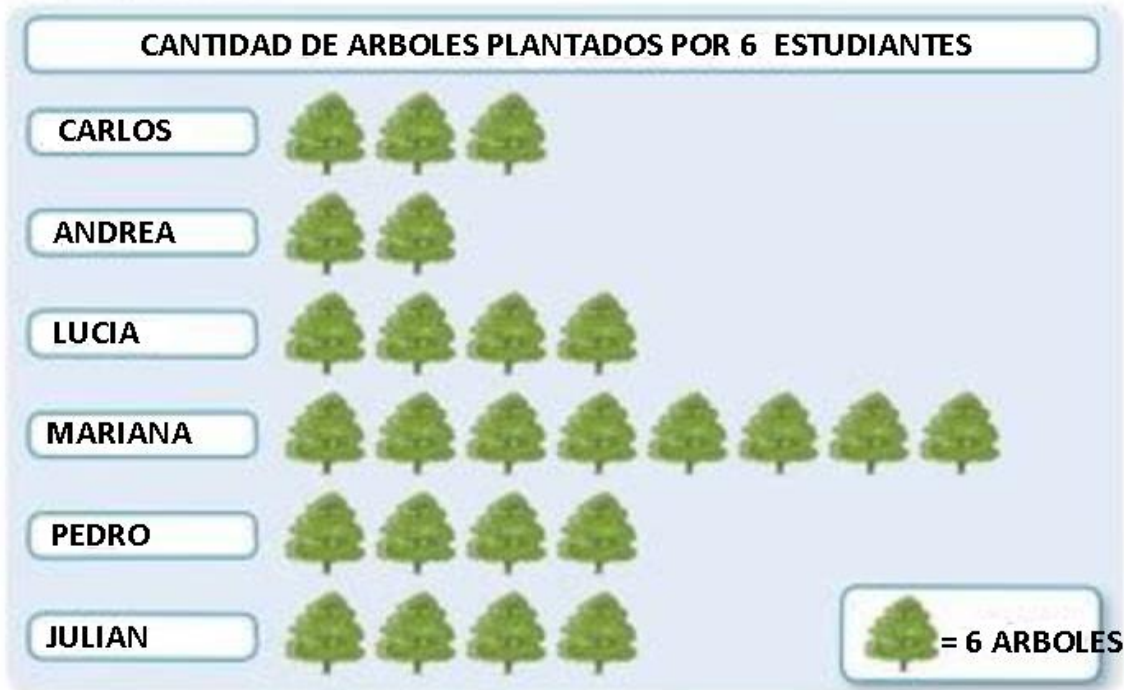 CANTIDAD DE ARBOLES PLANTADOS POR 6 ESTUDIANTES
CARLOS
ANDREA
LUCIA
MARIANA
PEDRO
JULIAN
= 6 ARBOLES